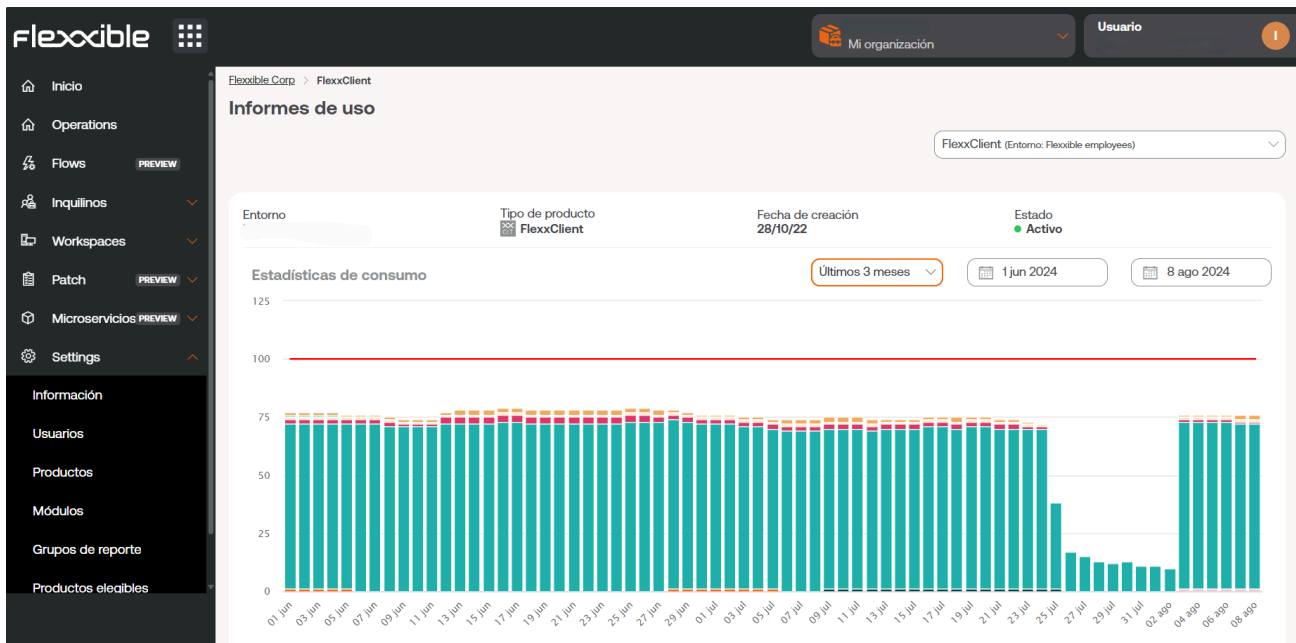 Flexxible
Mi organización
Usuario
I
Inicio
Operations
Flows PREVIEW
Inquilinos
Workspaces
Patch PREVIEW
Microservicios PREVIEW
Settings
Información
Usuarios
Productos
Módulos
Grupos de reporte
Productos elegibles
Flexxible Corp > FlexxClient
Informes de uso
FlexxClient (Entorno: Flexxible employees)
Entorno
Tipo de producto
FlexxClient
Fecha de creación
28/10/22
Estado
Activo
Estadísticas de consumo
Últimos 3 meses
1 jun 2024
8 ago 2024
125
100
75
50
25
0
01 jun
03 jun
05 jun
07 jun
09 jun
11 jun
13 jun
15 jun
17 jun
19 jun
21 jun
23 jun
25 jun
27 jun
29 jun
01 jul
03 jul
05 jul
07 jul
09 jul
11 jul
13 jul
15 jul
17 jul
19 jul
21 jul
23 jul
25 jul
27 jul
29 jul
31 jul
02 ago
04 ago
06 ago
08 ago